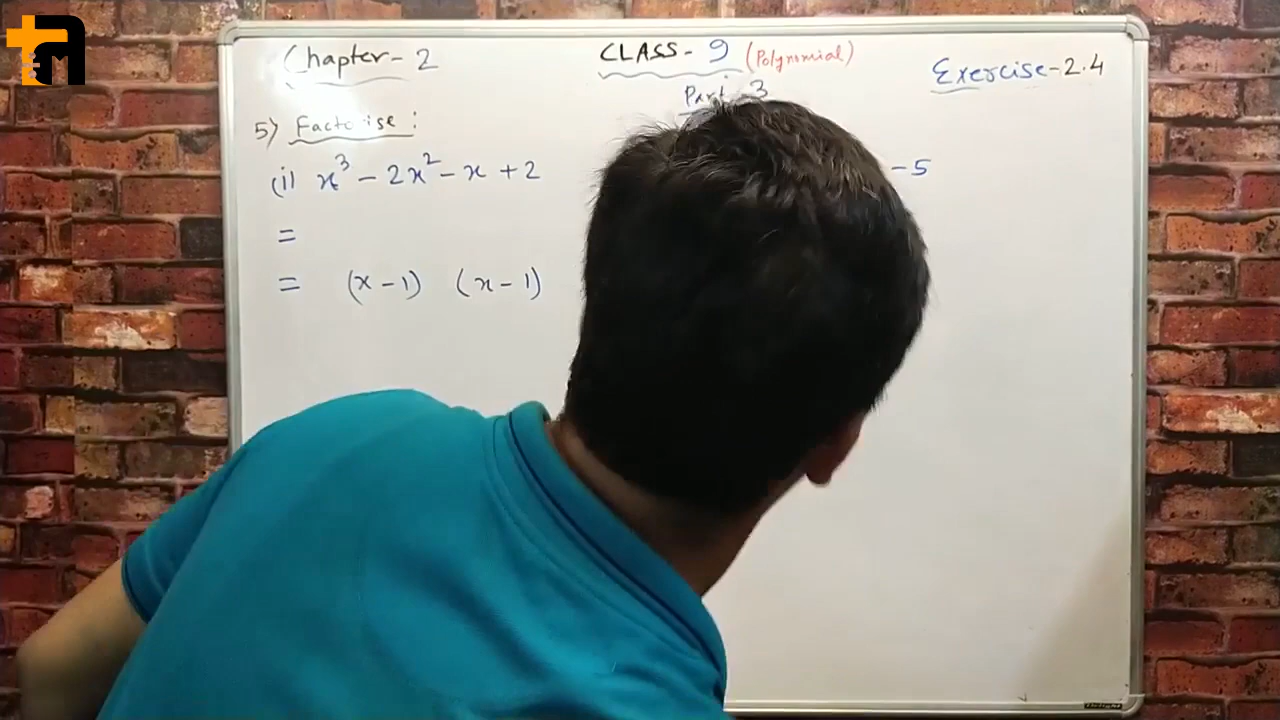 Chapter-2
CLASS-9 (Polynomial)
Exercise-2.4
Part-3
5) Factorise:
(i) x³ - 2x² - x + 2
-5
=
= (x-1) (x-1)